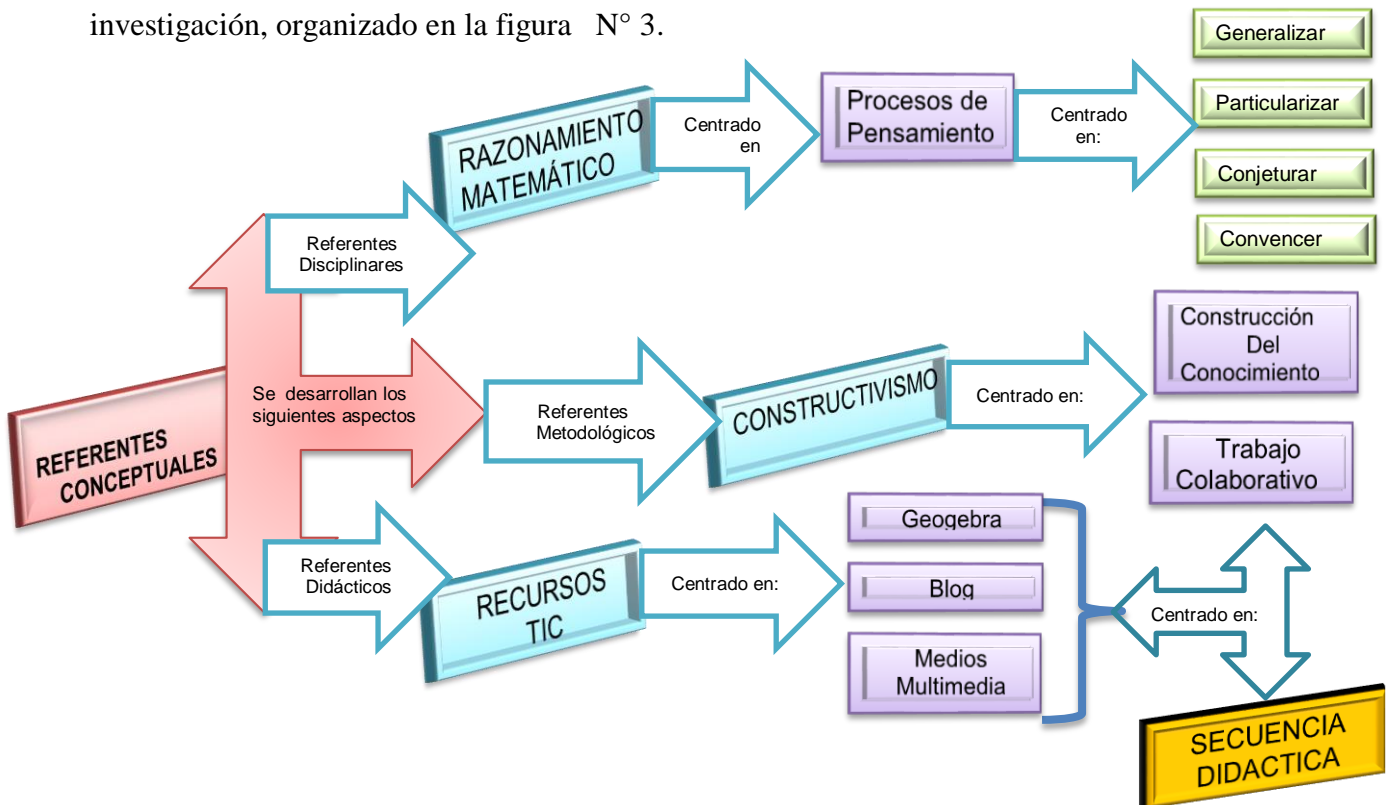 investigación, organizado en la figura N° 3.
Generalizar
Particularizar
Conjeturar
Convencer
Procesos de
Pensamiento
Centrado
en:
Centrado
en
RAZONAMIENTO
MATEMÁTICO
Referentes
Disciplinares
REFERENTES
CONCEPTUALES
Se desarrollan los
siguientes aspectos
Referentes
Metodológicos
CONSTRUCTIVISMO
Centrado en:
Construcción
Del
Conocimiento
Trabajo
Colaborativo
Referentes
Didácticos
RECURSOS
TIC
Centrado en:
Geogebra
Blog
Medios
Multimedia
Centrado en:
SECUENCIA
DIDACTICA